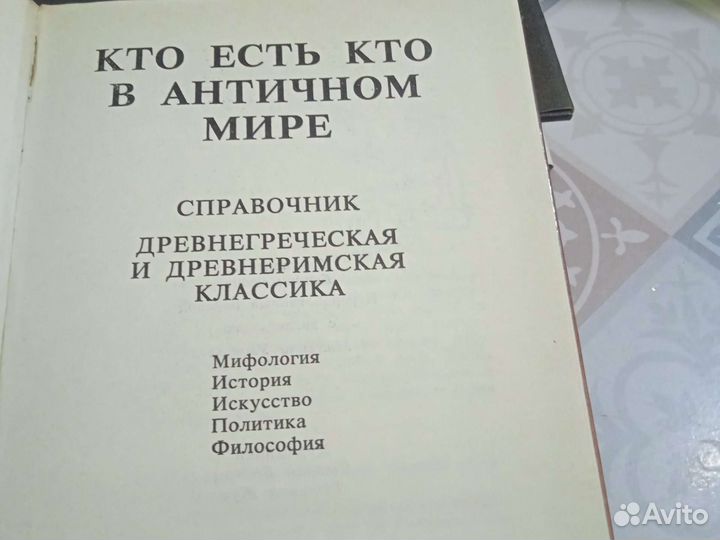 КТО ЕСТЬ КТО
В АНТИЧНОМ
МИРЕ
СПРАВОЧНИК
ДРЕВНЕГРЕЧЕСКАЯ
И ДРЕВНЕРИМСКАЯ
КЛАССИКА
Мифология
История
Искусство
Политика
Философия
Avito